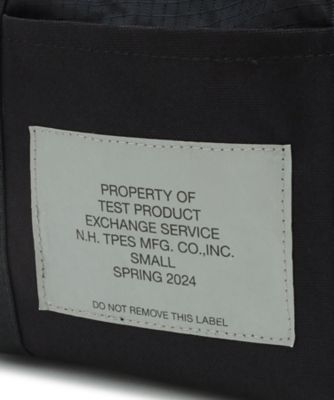 PROPERTY OF
TEST PRODUCT
EXCHANGE SERVICE
N.H. TPES MFG. CO.,INC.
SMALL
SPRING 2024
DO NOT REMOVE THIS LABEL